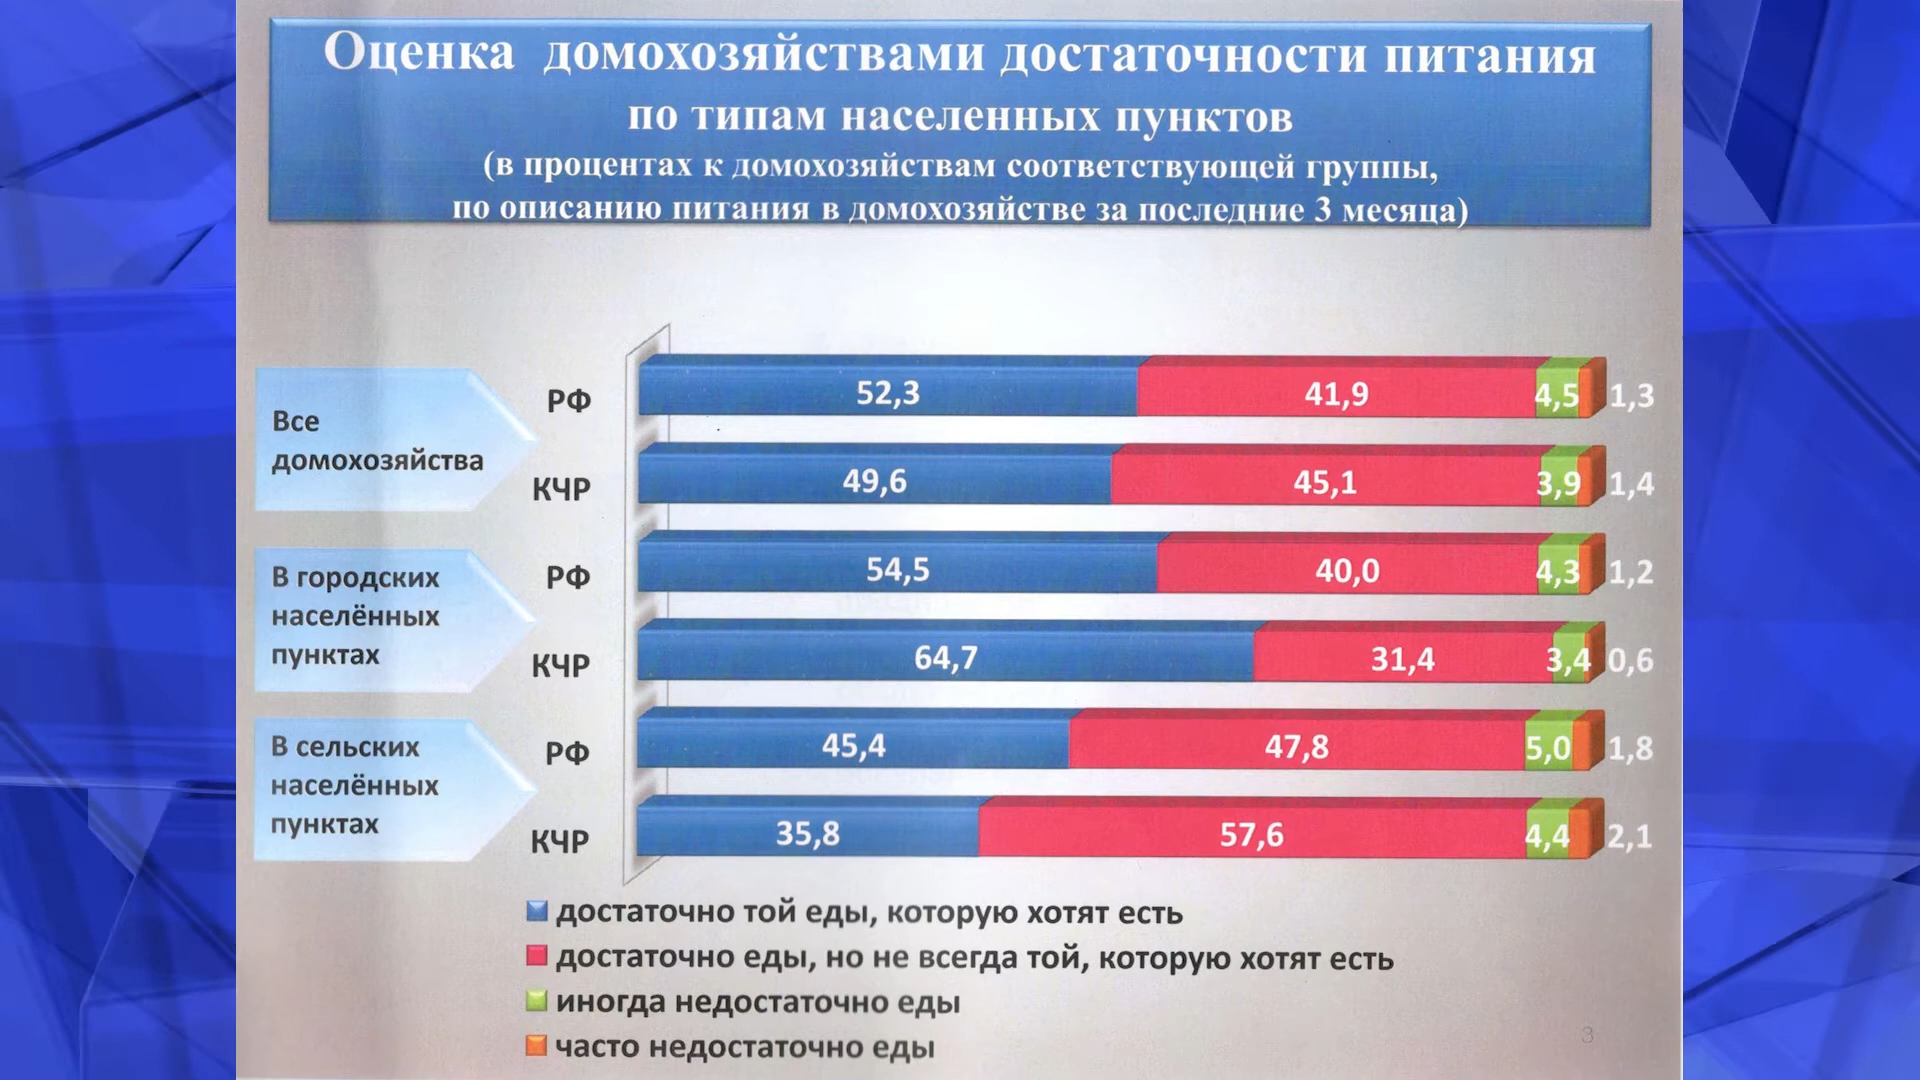 Оценка домохозяйствами достаточности питания
по типам населенных пунктов
(в процентах к домохозяйствам соответствующей группы,
по описанию питания в домохозяйстве за последние 3 месяца)
Все
домохозяйства
РФ
52,3 41,9 4,5 1,3
КЧР
49,6 45,1 3,9 1,4
В городских
населённых
пунктах
РФ
54,5 40,0 4,3 1,2
КЧР
64,7 31,4 3,4 0,6
В сельских
населённых
пунктах
РФ
45,4 47,8 5,0 1,8
КЧР
35,8 57,6 4,4 2,1
достаточно той еды, которую хотят есть
достаточно еды, но не всегда той, которую хотят есть
иногда недостаточно еды
часто недостаточно еды
3